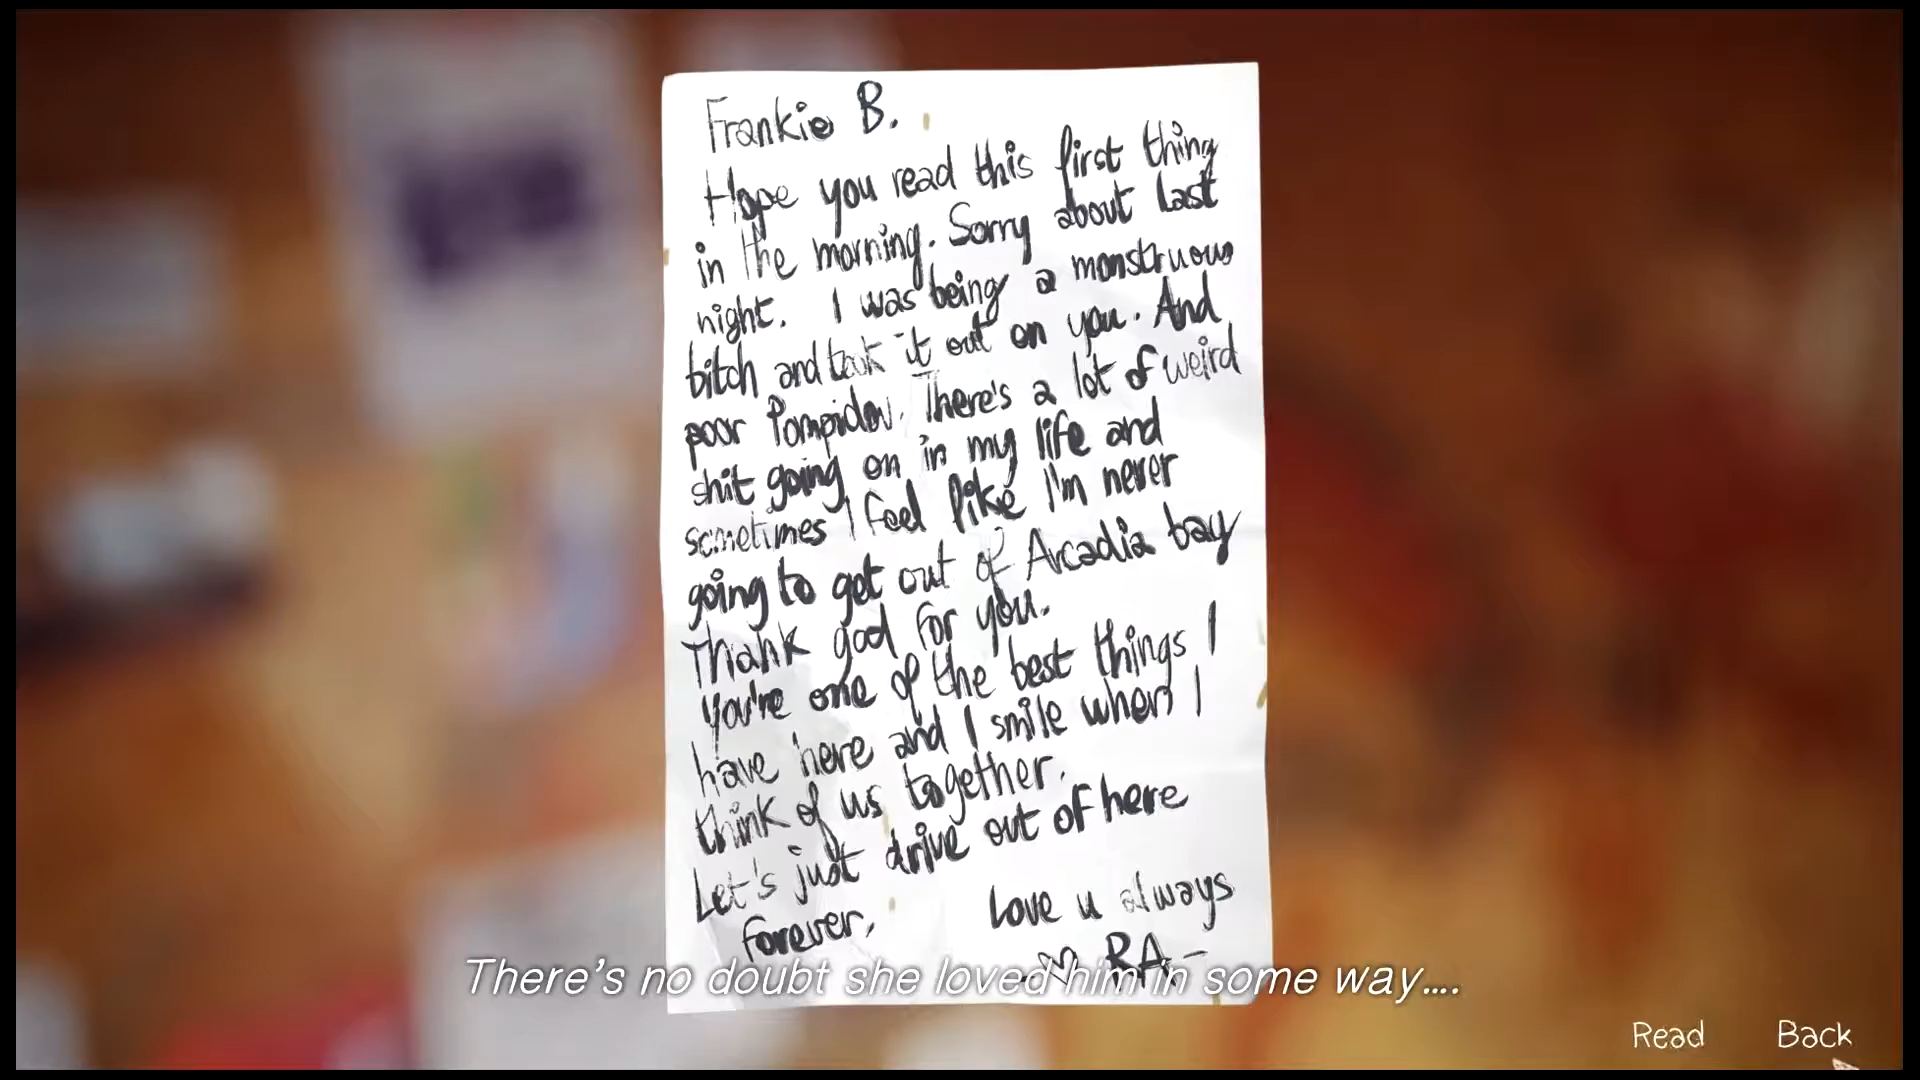 Frankie B.
Hope you read this first thing
in the morning. Sorry about last
night. I was being a monstruous
bitch and took it out on you. And
poor Pompidou. There's a lot of weird
shit going on in my life and
sometimes I feel like I'm never
going to get out of Arcadia bay
Thank god for you.
You're one of the best things I
have here and I smile when I
think of us together.
Let's just drive out of here
forever,
Love u always
♡ RA -
There's no doubt she loved him in some way....
Read Back